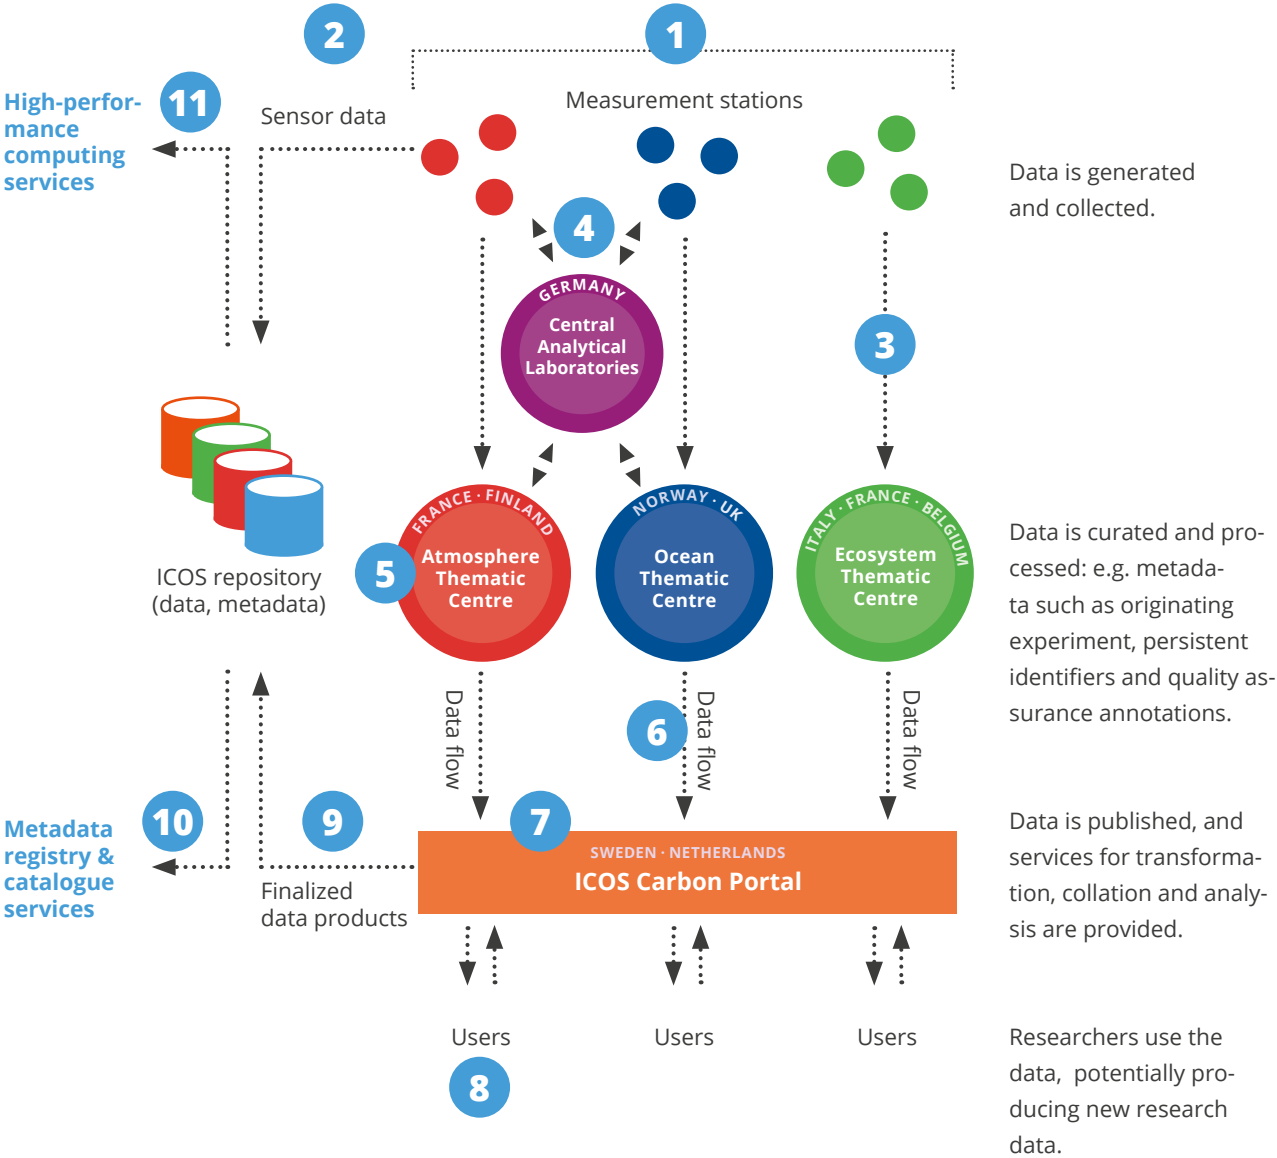 2
1
11
High-perfor-
mance
computing
services
Sensor data
Measurement stations
Data is generated
and collected.
4
GERMANY
Central
Analytical
Laboratories
3
ICOS repository
(data, metadata)
5
FRANCE · FINLAND
Atmosphere
Thematic
Centre
NORWAY · UK
Ocean
Thematic
Centre
ITALY · FRANCE · BELGIUM
Ecosystem
Thematic
Centre
Data is curated and pro-
cessed: e.g. metada-
ta such as originating
experiment, persistent
identifiers and quality as-
surance annotations.
Data flow
6
Data flow
Data flow
10
Metadata
registry &
catalogue
services
9
Finalized
data products
7
SWEDEN · NETHERLANDS
ICOS Carbon Portal
Data is published, and
services for transforma-
tion, collation and analy-
sis are provided.
Users
Users
Users
8
Researchers use the
data,  potentially pro-
ducing new research
data.